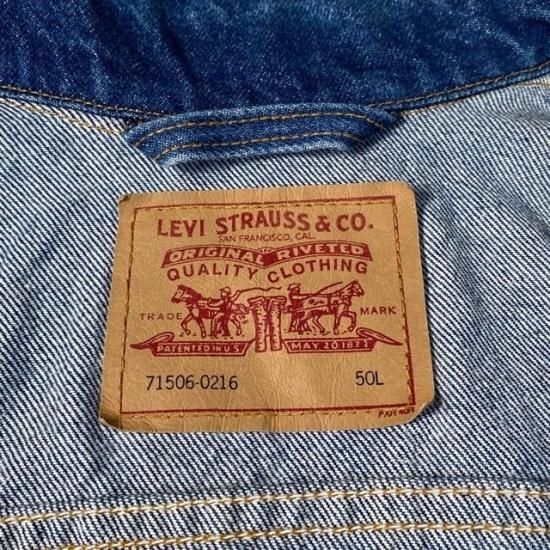 LEVI STRAUSS & CO.
SAN FRANCISCO, CAL.
ORIGINAL RIVETED
QUALITY CLOTHING
TRADE MARK
PATENTED IN U.S. MAY 20 1873
71506-0216 50L